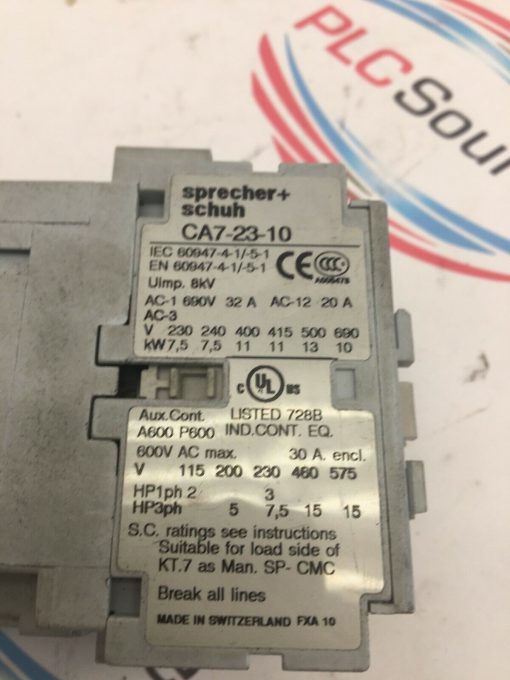 PLC
Sour
sprecher+
schuh
CA7-23-10
IEC 60947-4-1/-5-1
EN 60947-4-1/-5-1
CE CCC
A005475
Uimp. 8kV
AC-1 690V 32 A AC-12 20 A
AC-3
V 230 240 400 415 500 690
kW 7,5 7,5 11 11 13 10
c UL US
Aux.Cont. LISTED 728B
A600 P600 IND.CONT. EQ.
600V AC max. 30 A. encl.
V 115 200 230 460 575
HP1ph 2 3
HP3ph 5 7,5 15 15
S.C. ratings see instructions
Suitable for load side of
KT.7 as Man. SP- CMC
Break all lines
MADE IN SWITZERLAND FXA 10